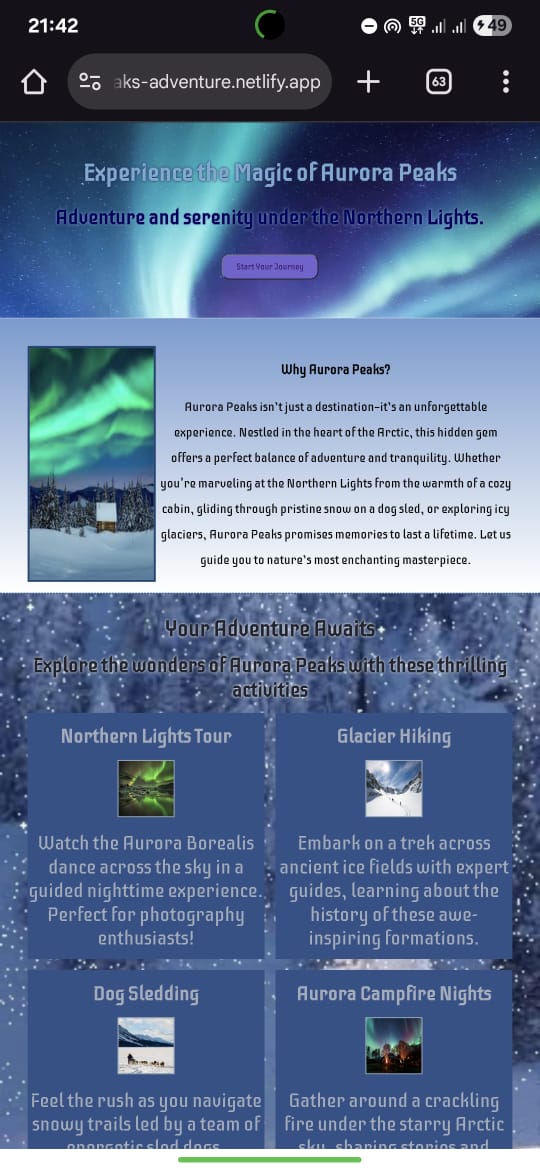 21:42
5G
49
aks-adventure.netlify.app
63
Experience the Magic of Aurora Peaks
Adventure and serenity under the Northern Lights.
Start Your Journey
Why Aurora Peaks?
Aurora Peaks isn't just a destination—it's an unforgettable
experience. Nestled in the heart of the Arctic, this hidden gem
offers a perfect balance of adventure and tranquility. Whether
you're marveling at the Northern Lights from the warmth of a cozy
cabin, gliding through pristine snow on a dog sled, or exploring icy
glaciers, Aurora Peaks promises memories to last a lifetime. Let us
guide you to nature's most enchanting masterpiece.
Your Adventure Awaits
Explore the wonders of Aurora Peaks with these thrilling
activities
Northern Lights Tour
Watch the Aurora Borealis
dance across the sky in a
guided nighttime experience.
Perfect for photography
enthusiasts!
Glacier Hiking
Embark on a trek across
ancient ice fields with expert
guides, learning about the
history of these awe-
inspiring formations.
Dog Sledding
Feel the rush as you navigate
snowy trails led by a team of
energetic sled dogs
Aurora Campfire Nights
Gather around a crackling
fire under the starry Arctic
sky, sharing stories and